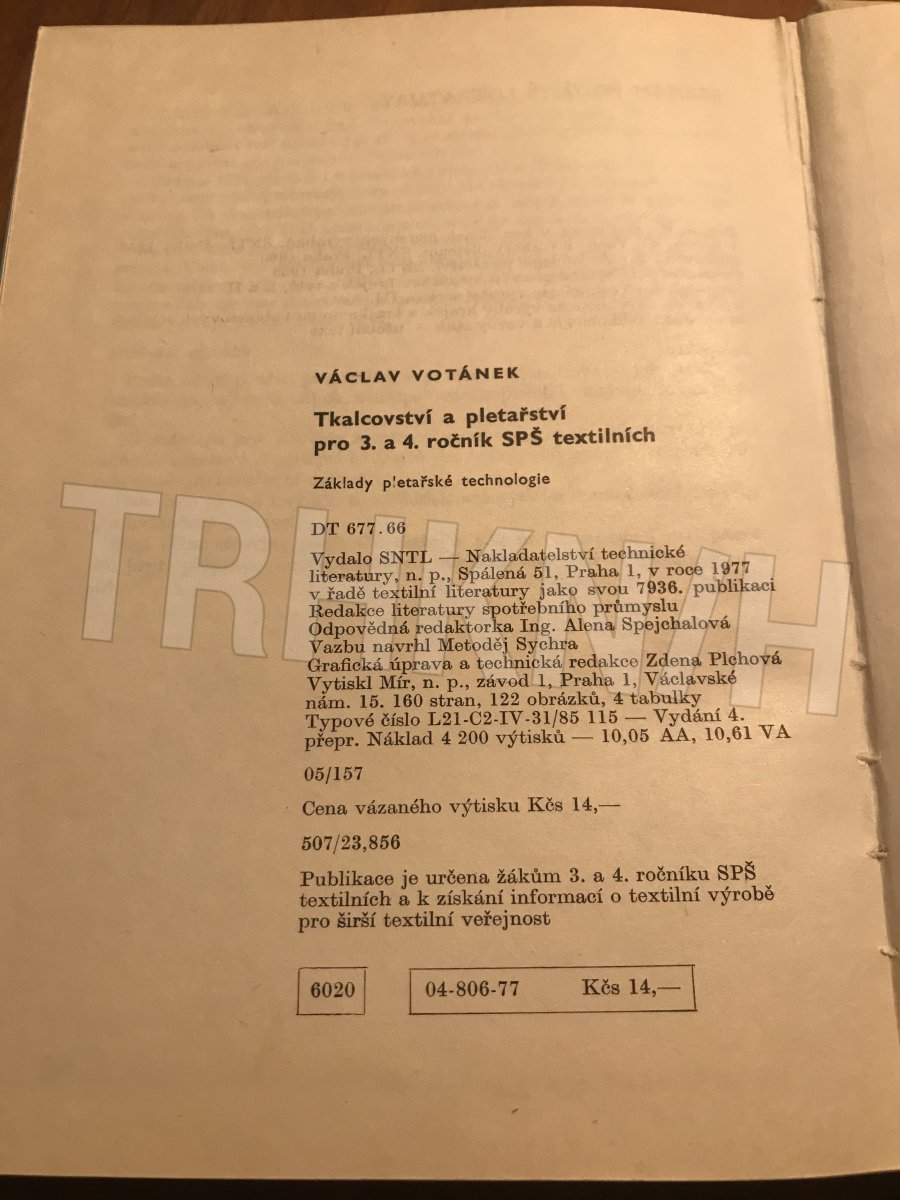 VÁCLAV VOTÁNEK
Tkalcovství a pletařství
pro 3. a 4. ročník SPŠ textilních
Základy pletařské technologie
DT 677.66
Vydalo SNTL — Nakladatelství technické
literatury, n. p., Spálená 51, Praha 1, v roce 1977
v řadě textilní literatury jako svou 7936. publikaci
Redakce literatury spotřebního průmyslu
Odpovědná redaktorka Ing. Alena Spejchalová
Vazbu navrhl Metoděj Sychra
Grafická úprava a technická redakce Zdena Plchová
Vytiskl Mír, n. p., závod 1, Praha 1, Václavské
nám. 15. 160 stran, 122 obrázků, 4 tabulky
Typové číslo L21-C2-IV-31/85 115 — Vydání 4.
přepr. Náklad 4 200 výtisků — 10,05 AA, 10,61 VA
05/157
Cena vázaného výtisku Kčs 14,—
507/23,856
Publikace je určena žákům 3. a 4. ročníku SPŠ
textilních a k získání informací o textilní výrobě
pro širší textilní veřejnost
6020 04-806-77 Kčs 14,—